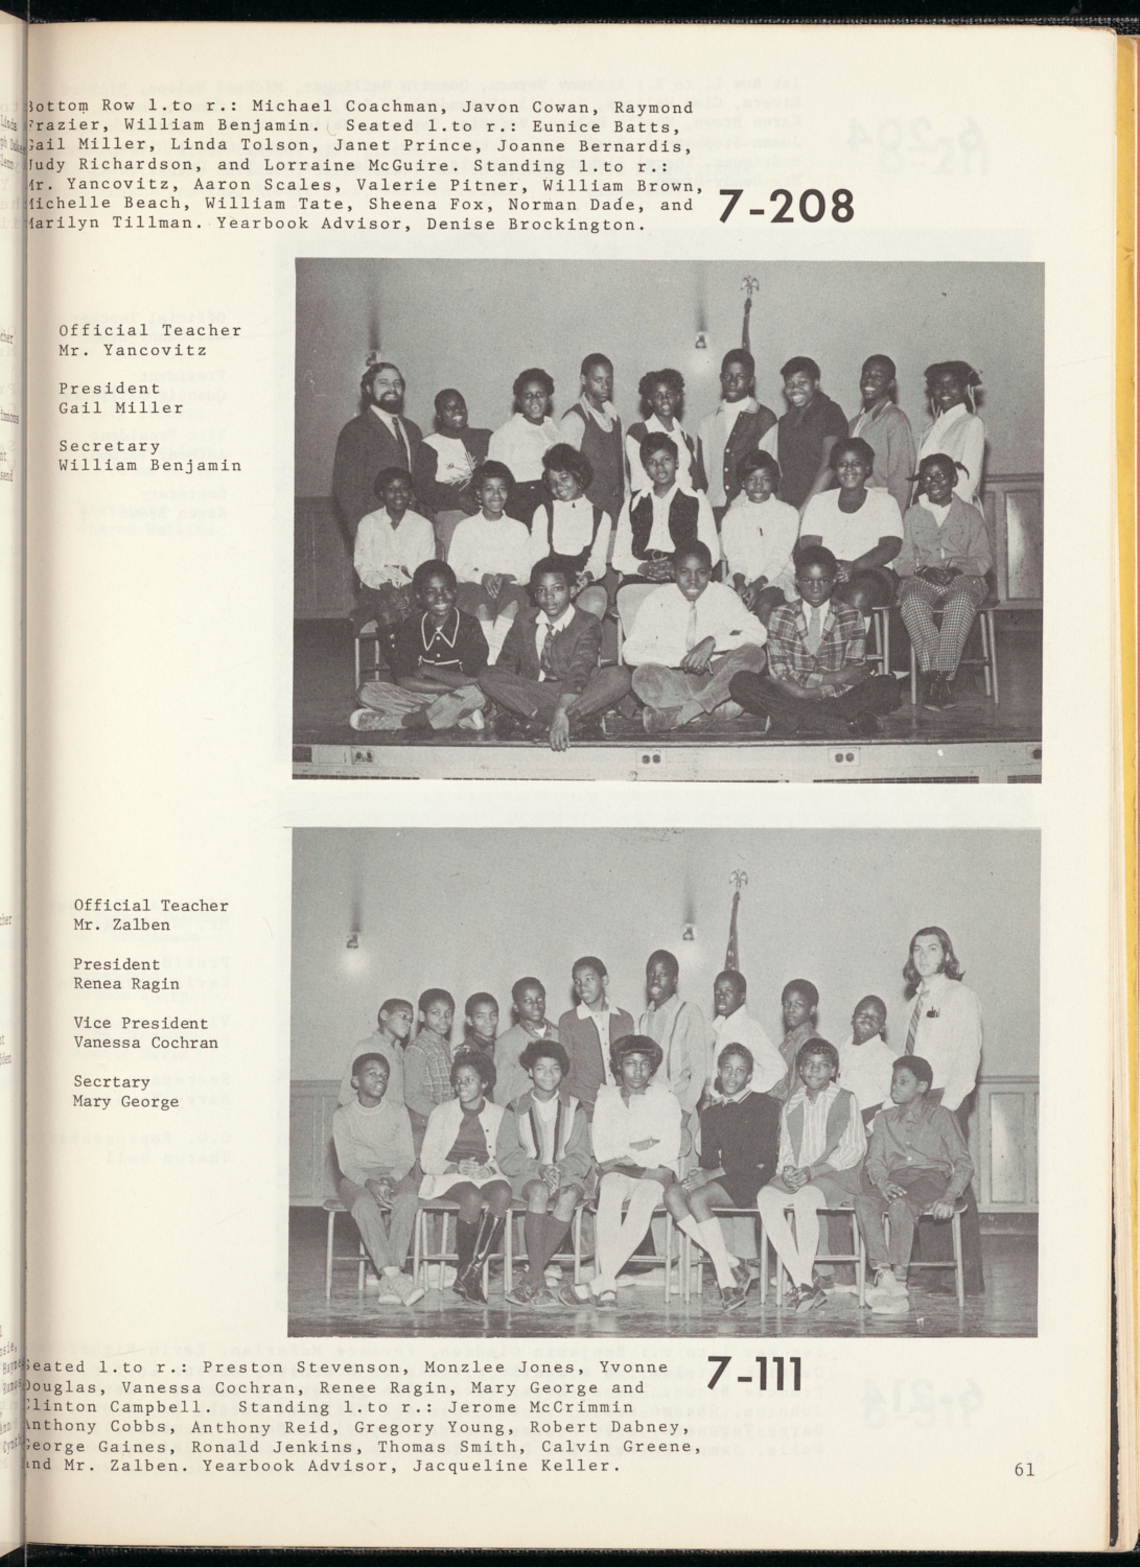 Bottom Row l.to r.: Michael Coachman, Javon Cowan, Raymond
Frazier, William Benjamin. Seated l.to r.: Eunice Batts,
Gail Miller, Linda Tolson, Janet Prince, Joanne Bernardis,
Judy Richardson, and Lorraine McGuire. Standing l.to r.:
Mr. Yancovitz, Aaron Scales, Valerie Pitner, William Brown,
Michelle Beach, William Tate, Sheena Fox, Norman Dade, and
Marilyn Tillman. Yearbook Advisor, Denise Brockington.
7-208
Official Teacher
Mr. Yancovitz
President
Gail Miller
Secretary
William Benjamin
Official Teacher
Mr. Zalben
President
Renea Ragin
Vice President
Vanessa Cochran
Secrtary
Mary George
Seated l.to r.: Preston Stevenson, Monzlee Jones, Yvonne
Douglas, Vanessa Cochran, Renee Ragin, Mary George and
Clinton Campbell. Standing l.to r.: Jerome McCrimmin
Anthony Cobbs, Anthony Reid, Gregory Young, Robert Dabney,
George Gaines, Ronald Jenkins, Thomas Smith, Calvin Greene,
and Mr. Zalben. Yearbook Advisor, Jacqueline Keller.
7-111
61